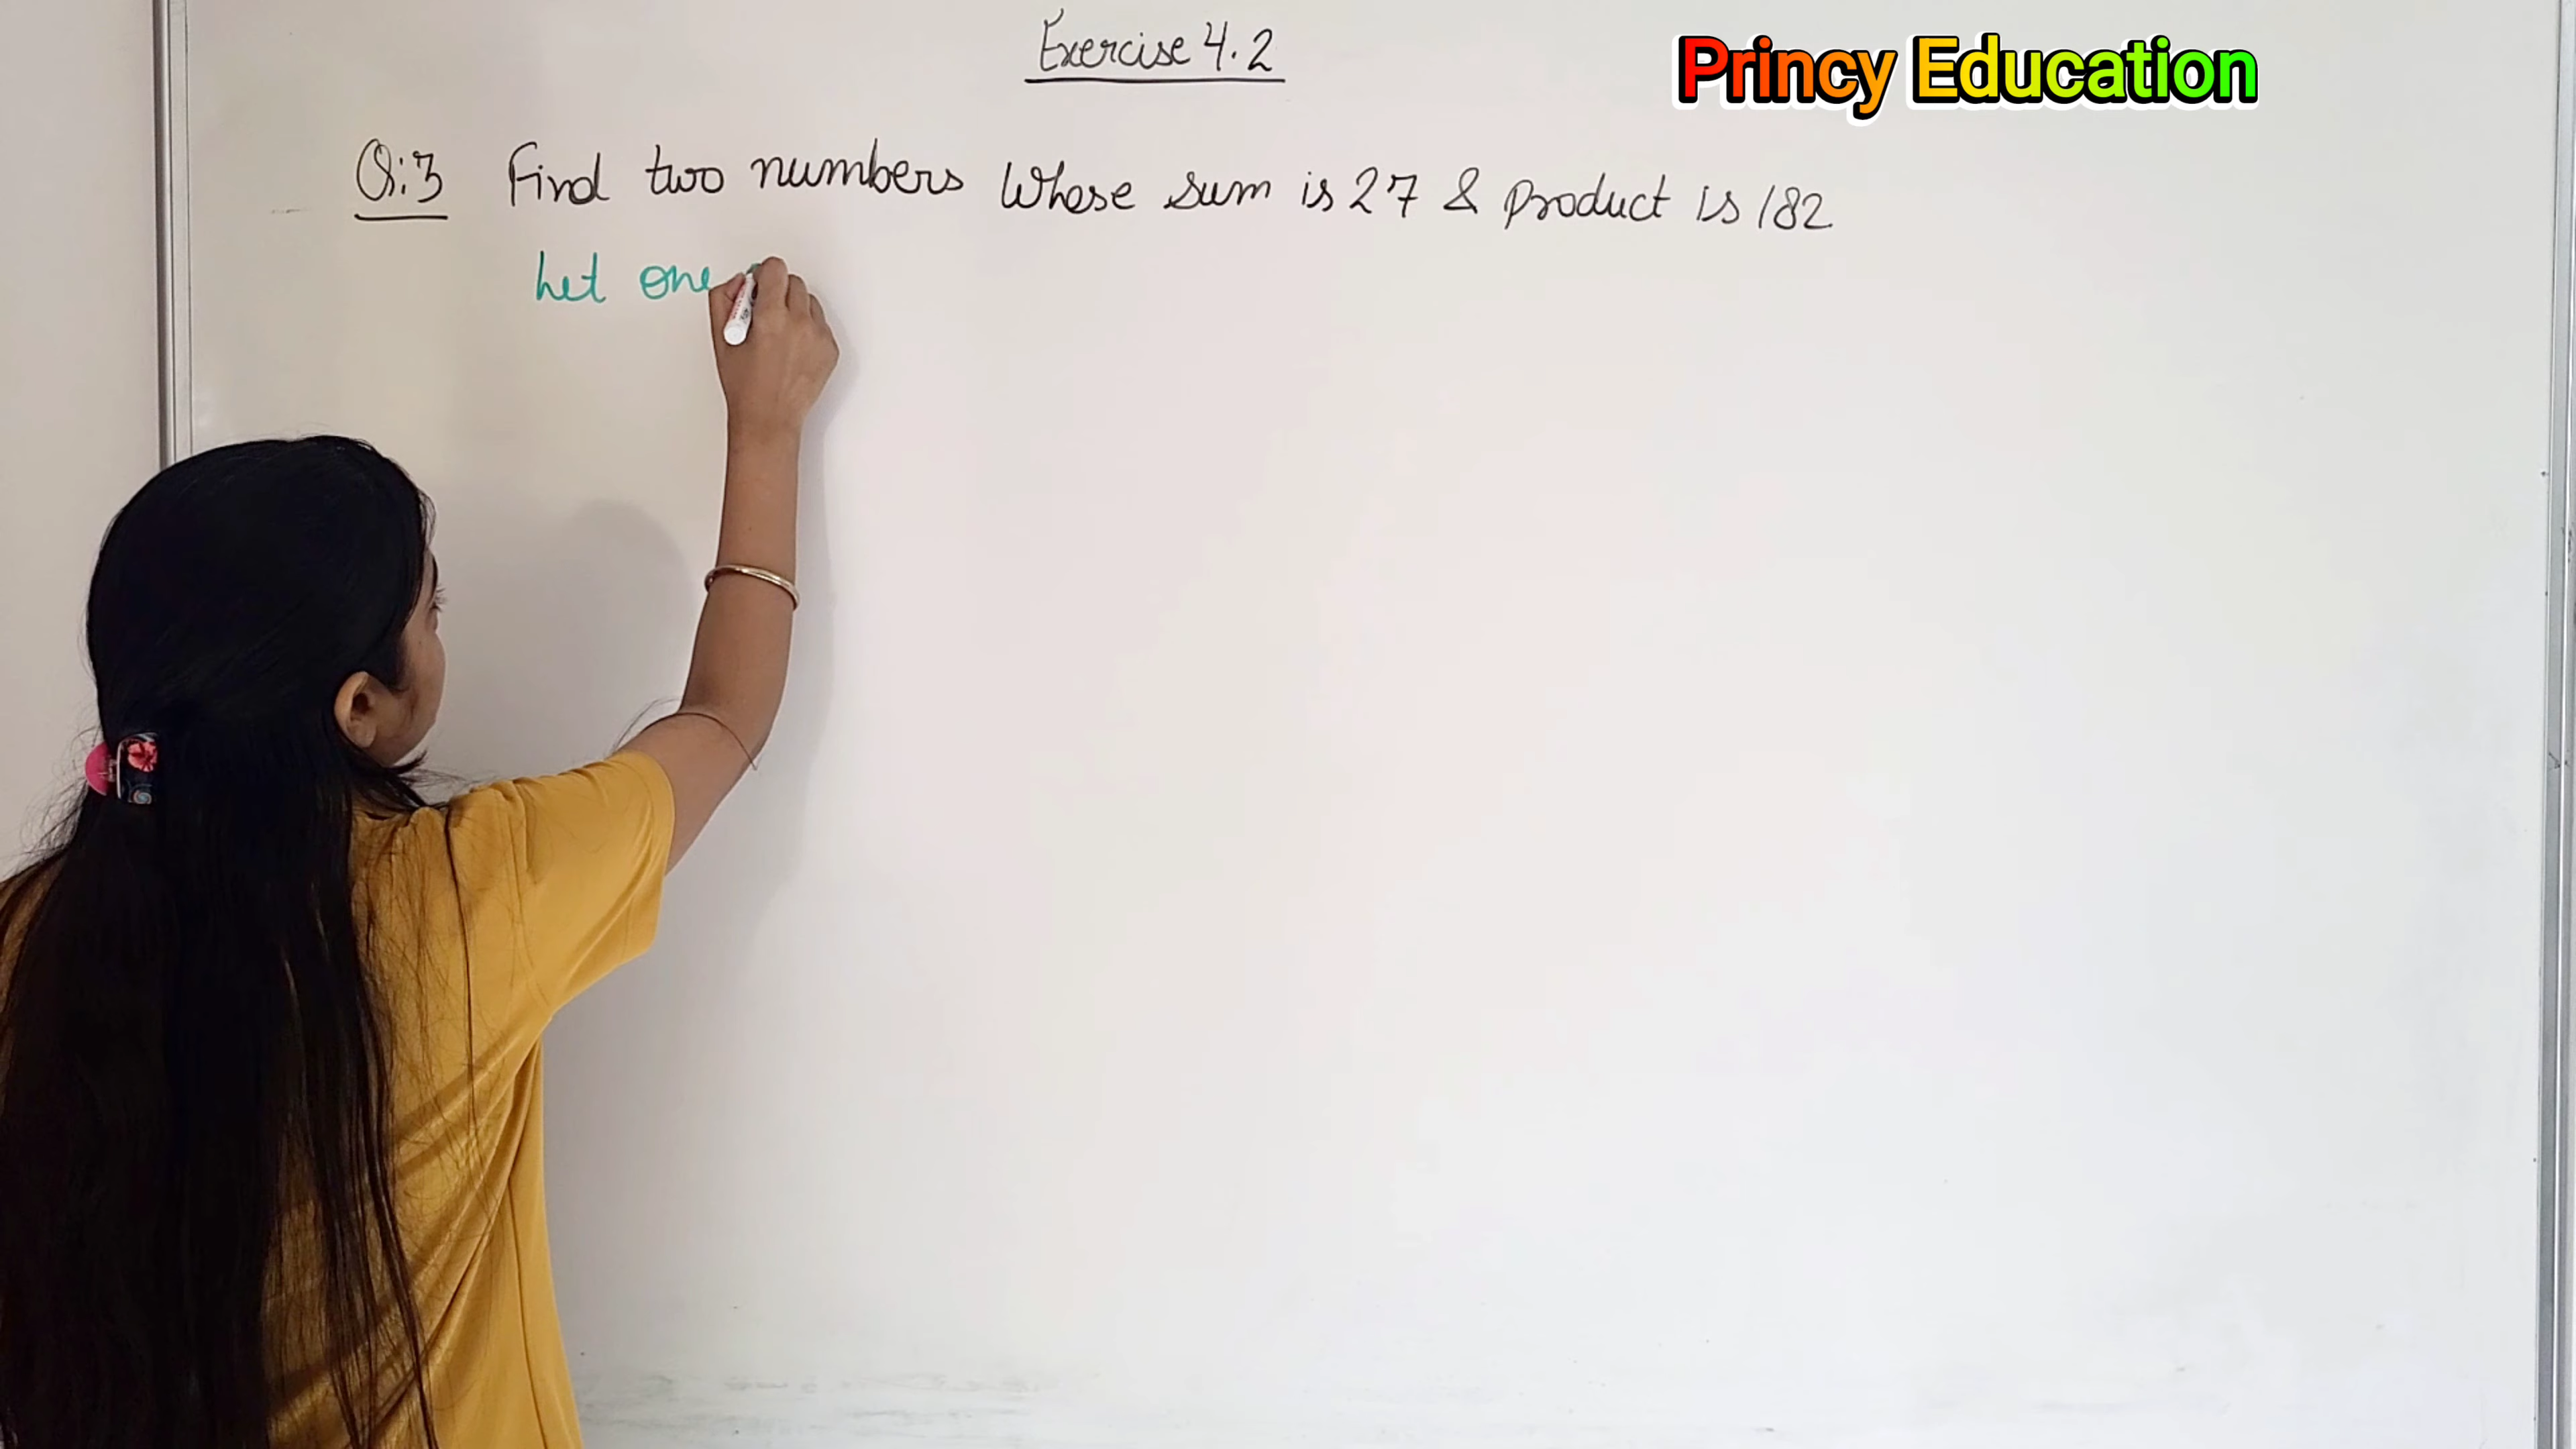 Exercise 4.2
Princy Education
Q:3 Find two numbers whose sum is 27 & product is 182
Let one